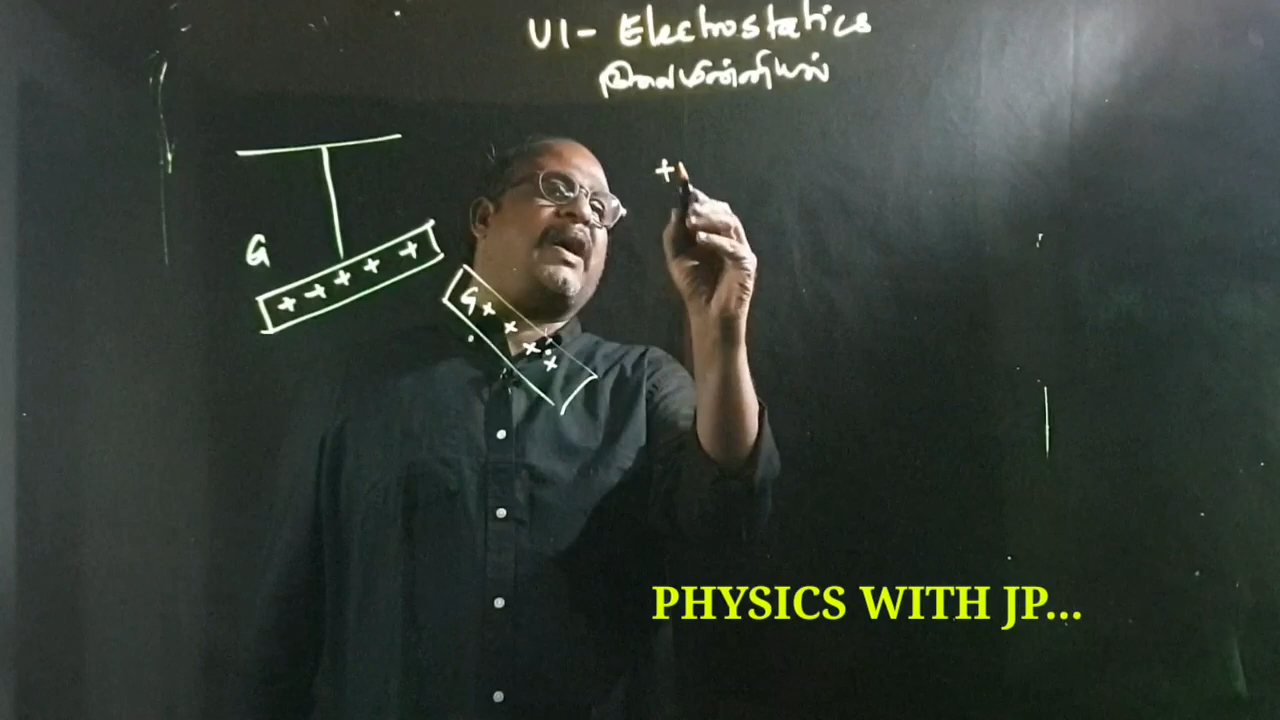 U1- Electrostatics
நிலைமின்னியல்
+
G
+ + + + +
G + + + +
PHYSICS WITH JP...